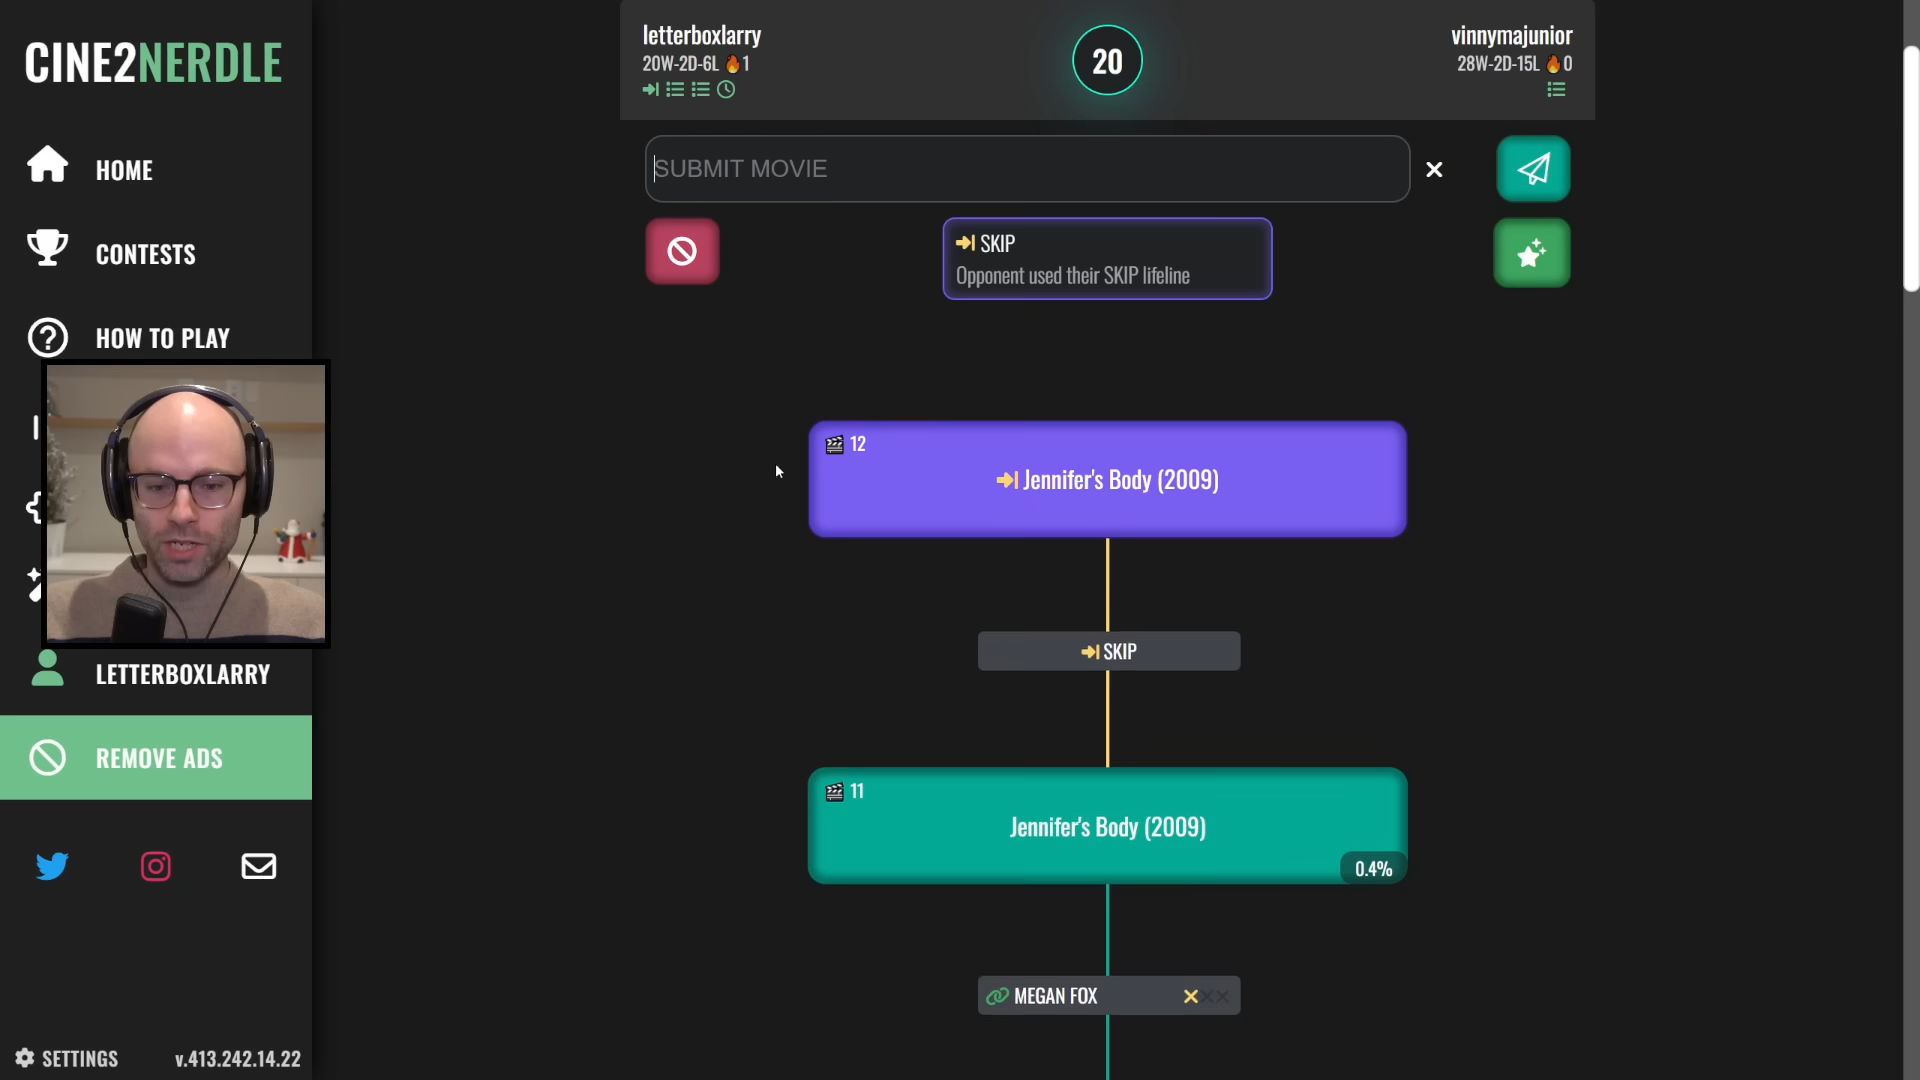 CINE2NERDLE
HOME
CONTESTS
HOW TO PLAY
LETTERBOXLARRY
REMOVE ADS
SETTINGS
v.413.242.14.22
letterboxlarry
20W-2D-6L 🔥1
20
vinnymajunior
28W-2D-15L 🔥0
SUBMIT MOVIE
SKIP
Opponent used their SKIP lifeline
12
Jennifer's Body (2009)
SKIP
11
Jennifer's Body (2009)
0.4%
MEGAN FOX